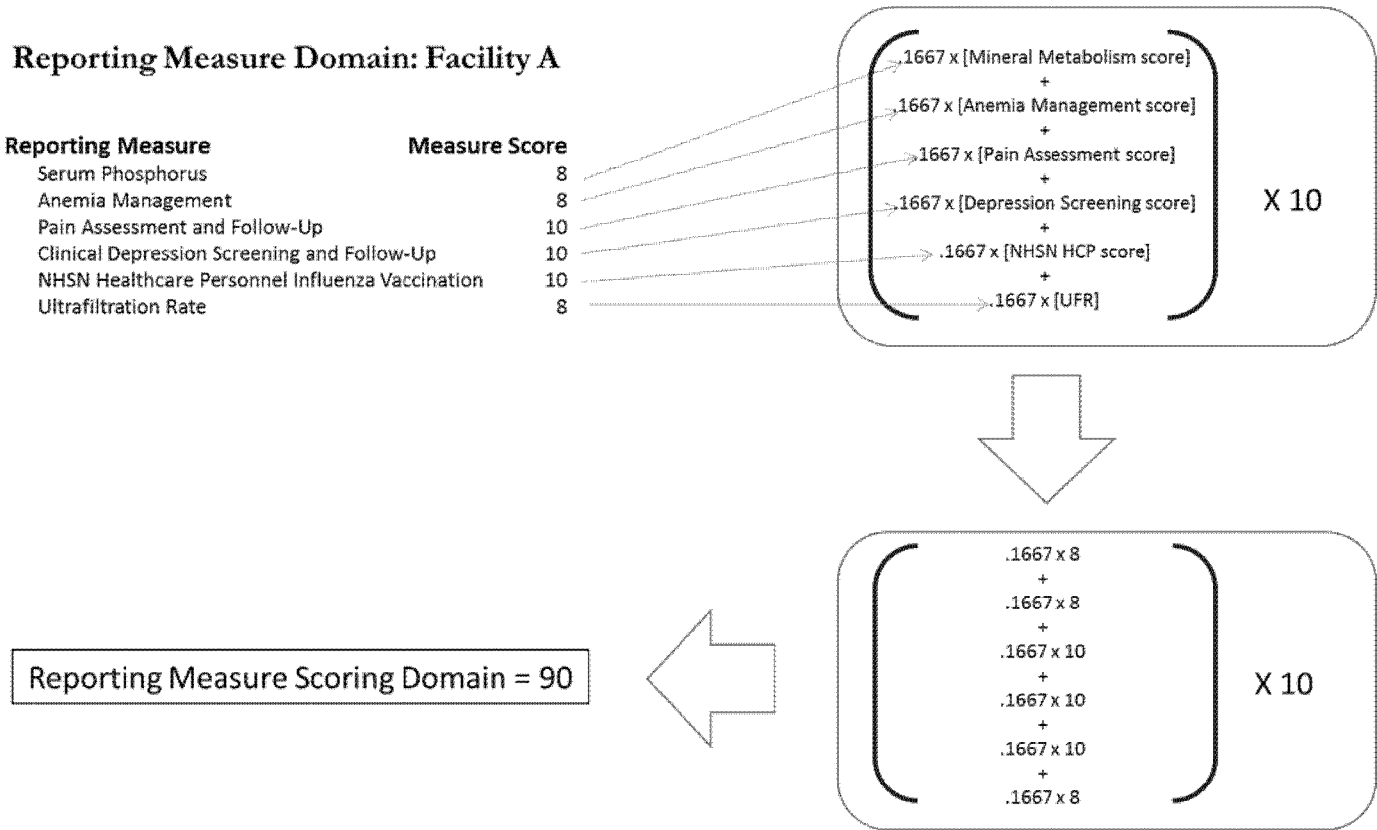 Reporting Measure Domain: Facility A
Reporting Measure Measure Score
Serum Phosphorus 8
Anemia Management 8
Pain Assessment and Follow-Up 10
Clinical Depression Screening and Follow-Up 10
NHSN Healthcare Personnel Influenza Vaccination 10
Ultrafiltration Rate 8
.1667 x [Mineral Metabolism score]
+
.1667 x [Anemia Management score]
+
.1667 x [Pain Assessment score]
+
.1667 x [Depression Screening score]
+
.1667 x [NHSN HCP score]
+
.1667 x [UFR]
X 10
.1667 x 8
+
.1667 x 8
+
.1667 x 10
+
.1667 x 10
+
.1667 x 10
+
.1667 x 8
X 10
Reporting Measure Scoring Domain = 90